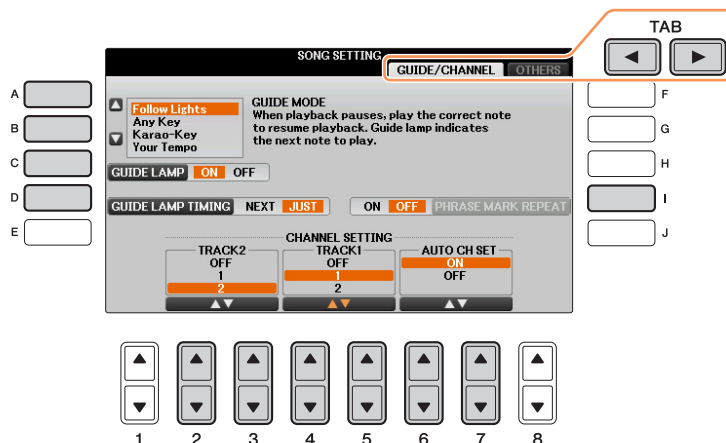 TAB
SONG SETTING
GUIDE/CHANNEL OTHERS
A
B
C
D
E
F
G
H
I
J
Follow Lights
Any Key
Karao-Key
Your Tempo
GUIDE MODE
When playback pauses, play the correct note
to resume playback. Guide lamp indicates
the next note to play.
GUIDE LAMP ON OFF
GUIDE LAMP TIMING NEXT JUST
ON OFF PHRASE MARK REPEAT
CHANNEL SETTING
TRACK2
OFF
1
2
TRACK1
OFF
1
2
AUTO CH SET
ON
OFF
1 2 3 4 5 6 7 8